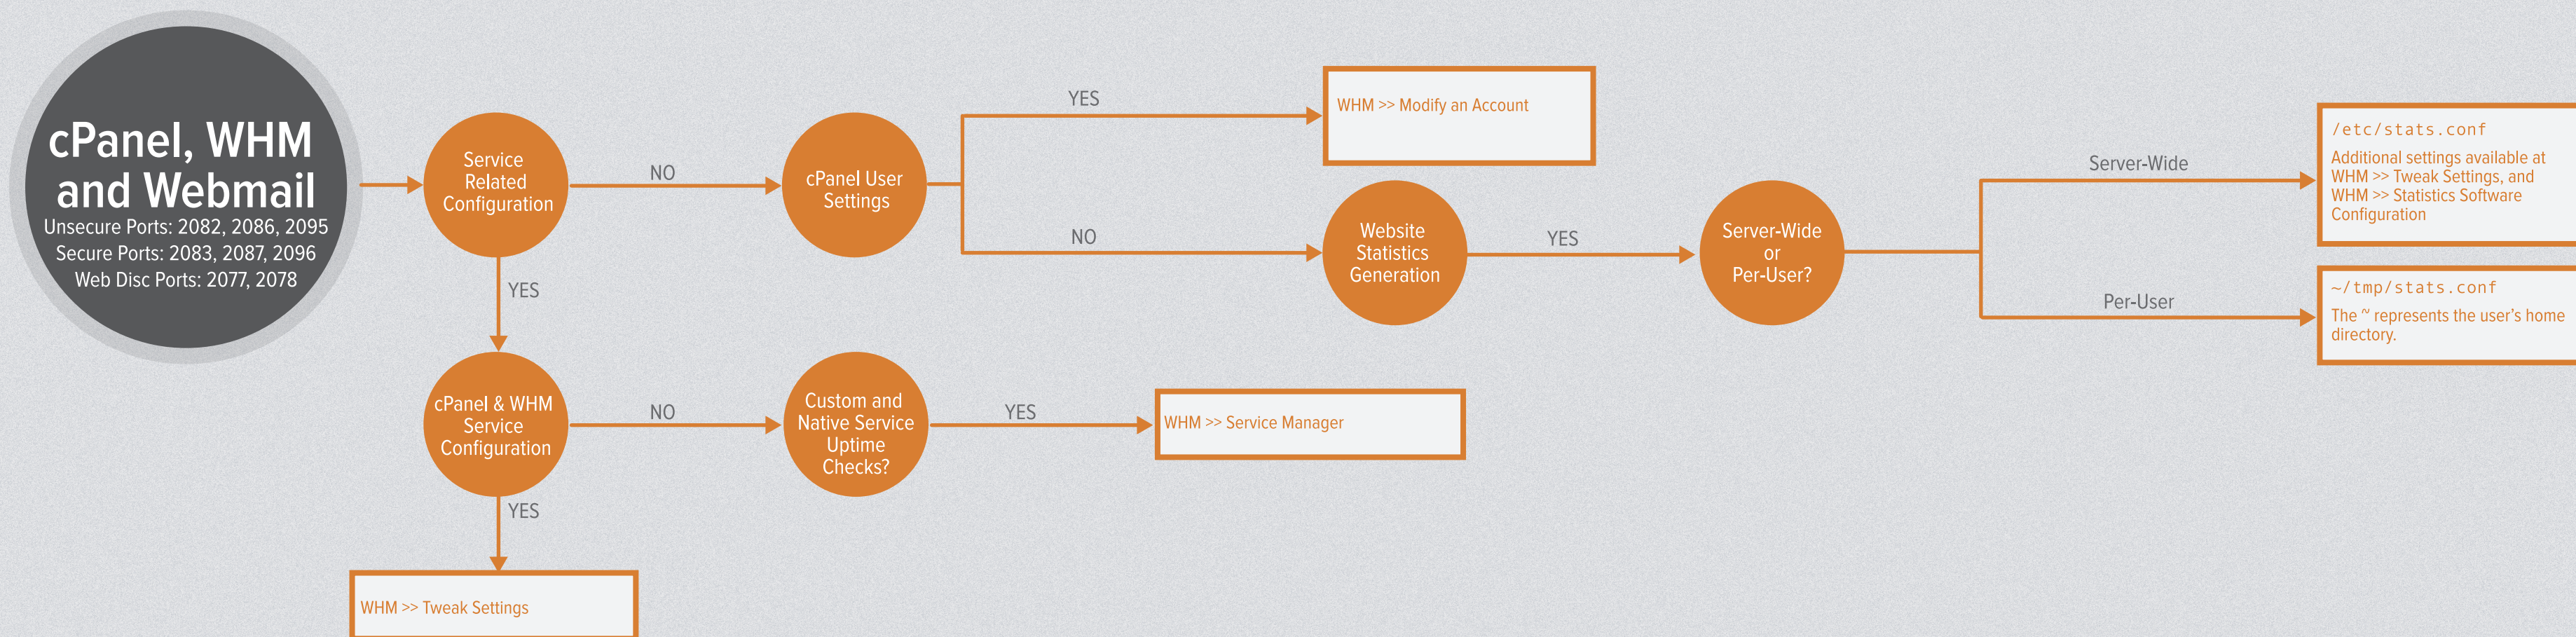 cPanel, WHM
and Webmail
Unsecure Ports: 2082, 2086, 2095
Secure Ports: 2083, 2087, 2096
Web Disc Ports: 2077, 2078
Service
Related
Configuration
NO
YES
cPanel User
Settings
YES
WHM >> Modify an Account
NO
Website
Statistics
Generation
YES
Server-Wide
or
Per-User?
Server-Wide
/etc/stats.conf
Additional settings available at
WHM >> Tweak Settings, and
WHM >> Statistics Software
Configuration
Per-User
~/tmp/stats.conf
The ~ represents the user’s home
directory.
cPanel & WHM
Service
Configuration
NO
Custom and
Native Service
Uptime
Checks?
YES
WHM >> Service Manager
YES
WHM >> Tweak Settings